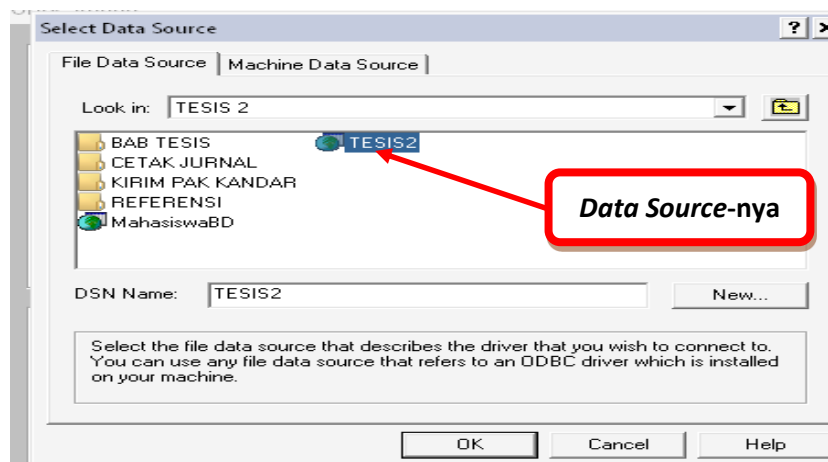 Select Data Source
File Data Source Machine Data Source
Look in: TESIS 2
BAB TESIS TESIS2
CETAK JURNAL
KIRIM PAK KANDAR
REFERENSI
MahasiswaBD
Data Source-nya
DSN Name: TESIS2 New...
Select the file data source that describes the driver that you wish to connect to.
You can use any file data source that refers to an ODBC driver which is installed
on your machine.
OK Cancel Help